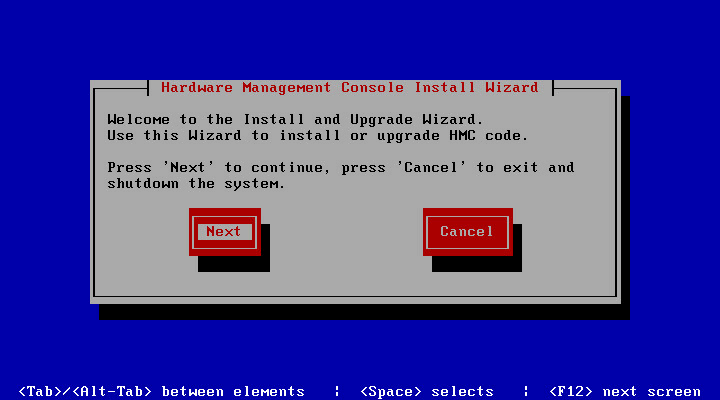 Hardware Management Console Install Wizard
Welcome to the Install and Upgrade Wizard.
Use this Wizard to install or upgrade HMC code.
Press 'Next' to continue, press 'Cancel' to exit and
shutdown the system.
Next Cancel
<Tab>/<Alt-Tab> between elements ¦ <Space> selects ¦ <F12> next screen